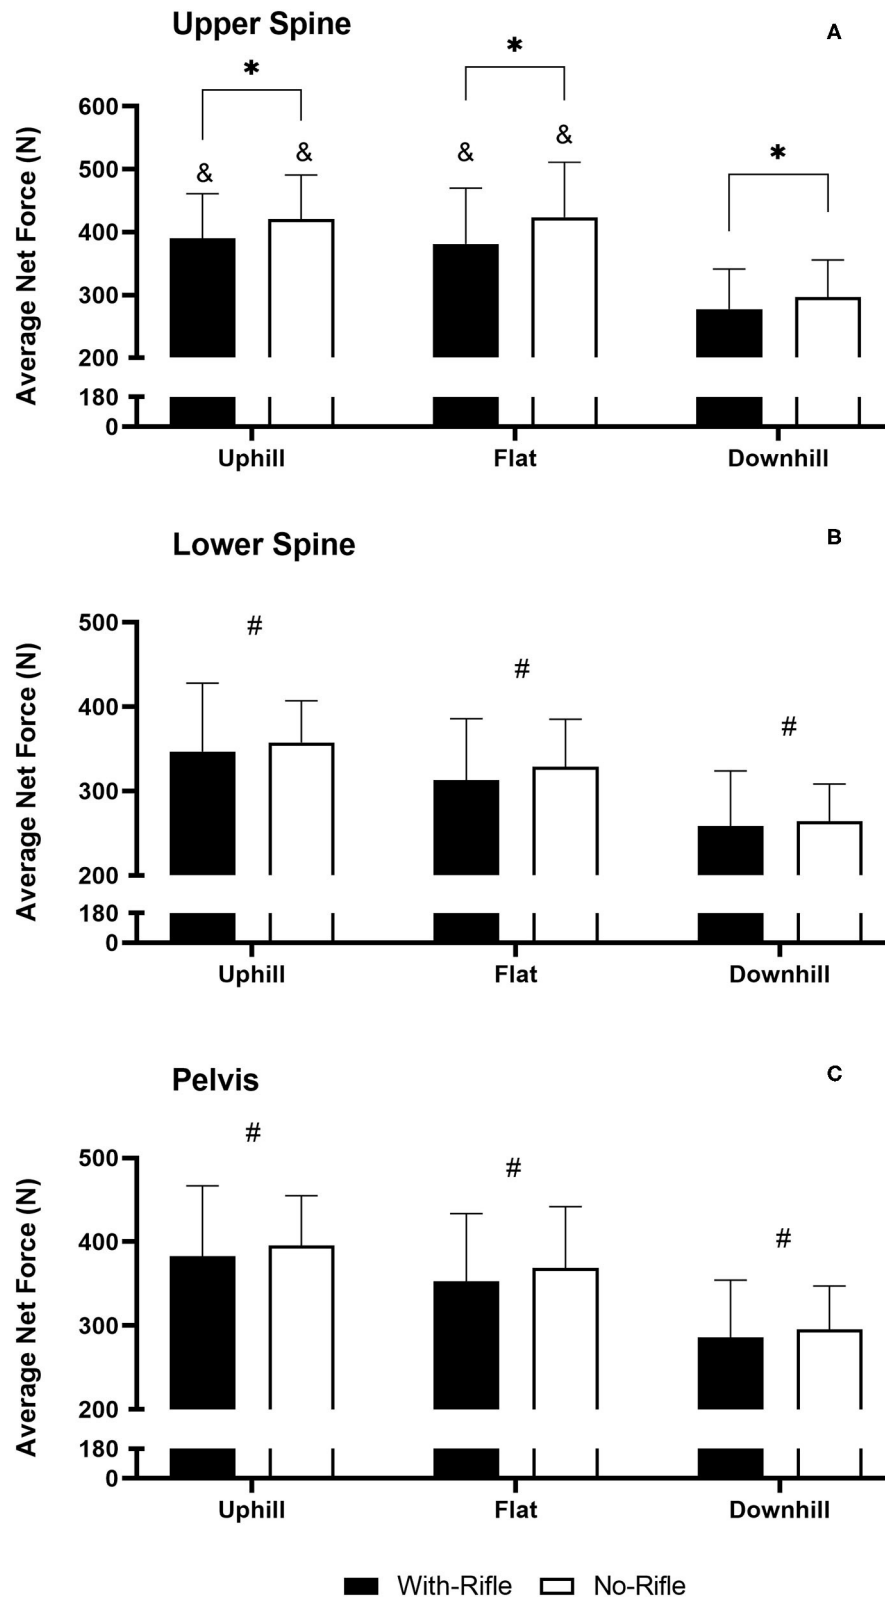 Upper Spine
A
*
*
*
&
&
&
&
Average Net Force (N)
600
500
400
300
200
180
0
Uphill Flat Downhill
Lower Spine
B
#
#
#
Average Net Force (N)
500
400
300
200
180
0
Uphill Flat Downhill
Pelvis
C
#
#
#
Average Net Force (N)
500
400
300
200
180
0
Uphill Flat Downhill
With-Rifle No-Rifle